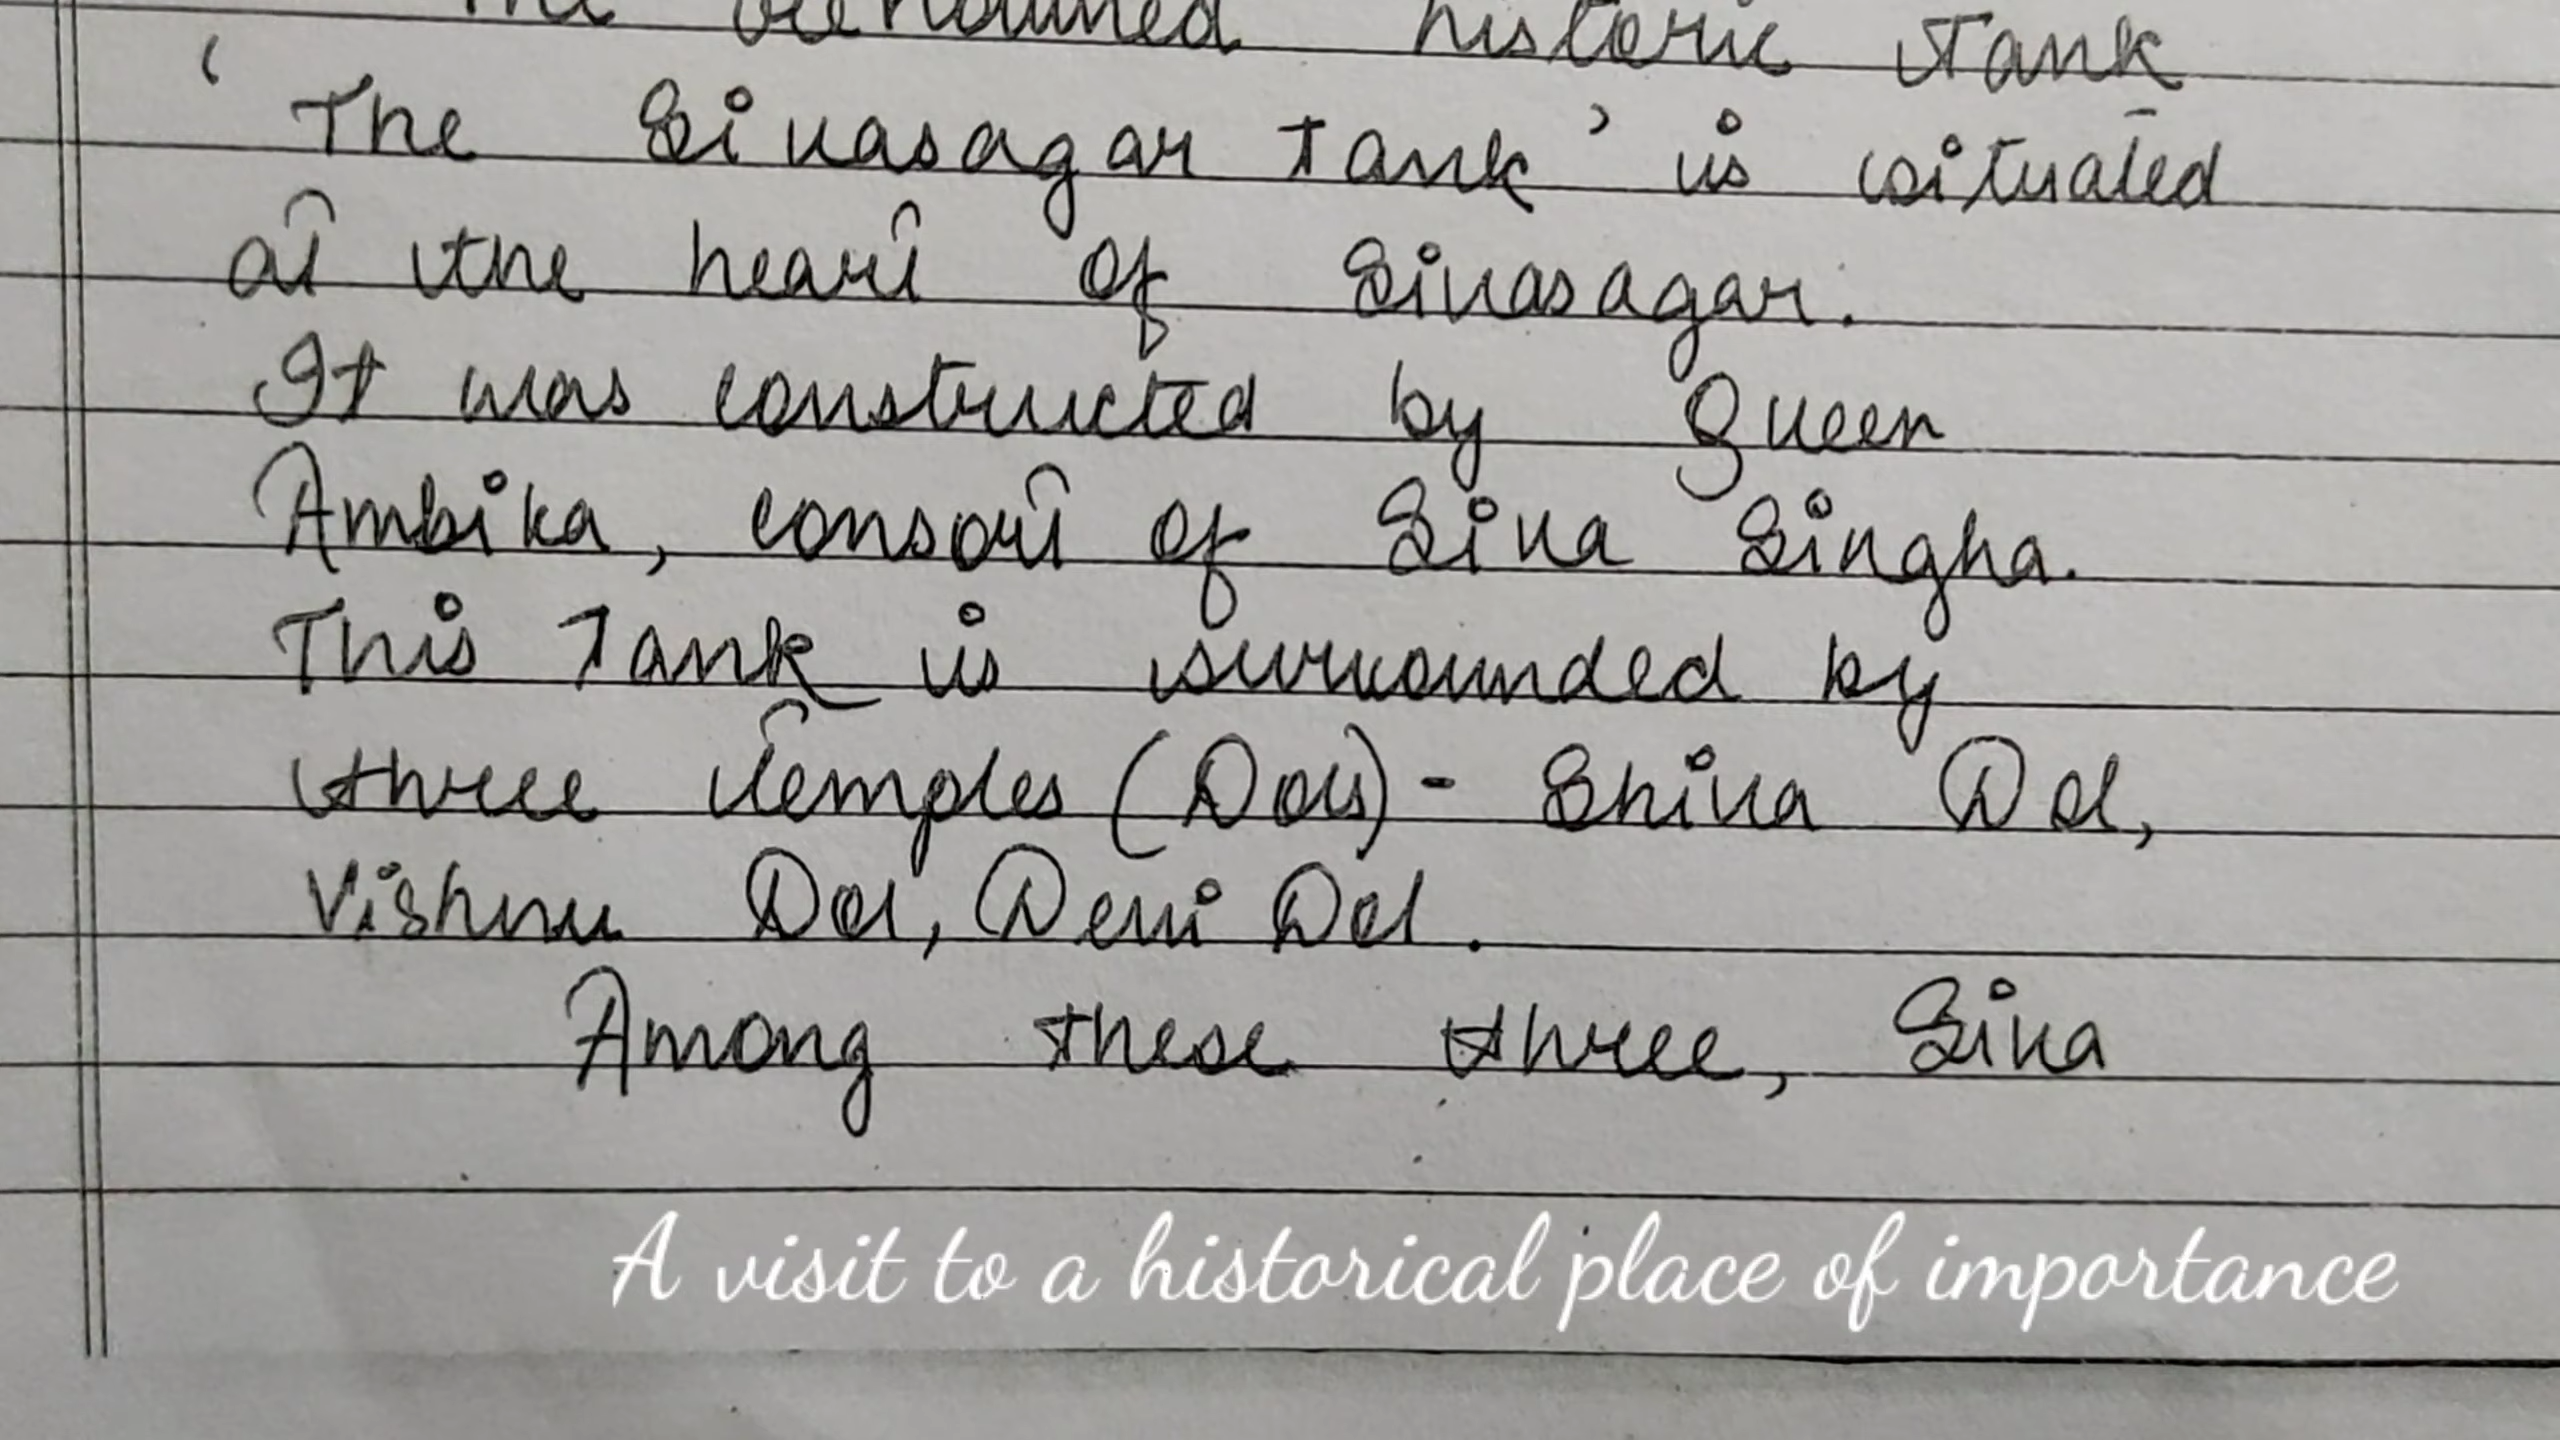 The renowned historic Tank
'The Sivasagar Tank' is situated
at the heart of Sivasagar.
It was constructed by Queen
Ambika, consort of Siva Singha.
This Tank is surrounded by
three temples (Dols) - Shiva Dol,
Vishnu Dol, Devi Dol.
Among these three, Siva
A visit to a historical place of importance